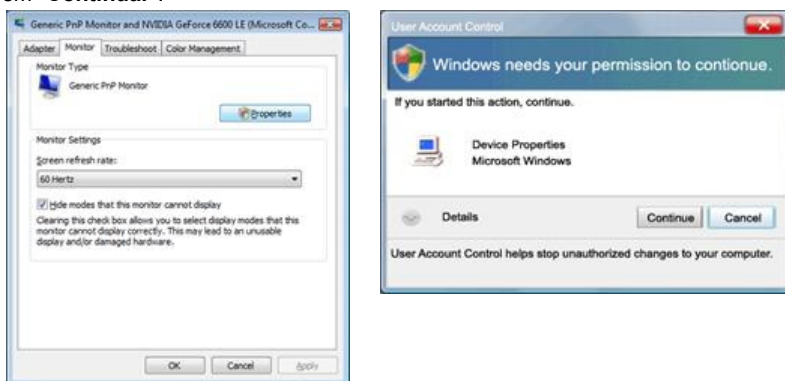 Generic PnP Monitor and NVIDIA GeForce 6600 LE (Microsoft Co...
Adapter Monitor Troubleshoot Color Management
Monitor Type
Generic PnP Monitor
Properties
Monitor Settings
Screen refresh rate:
60 Hertz
Hide modes that this monitor cannot display
Clearing this check box allows you to select display modes that this
monitor cannot display correctly. This may lead to an unusable
display and/or damaged hardware.
OK Cancel Apply
User Account Control
Windows needs your permission to contionue.
If you started this action, continue.
Device Properties
Microsoft Windows
Details Continue Cancel
User Account Control helps stop unauthorized changes to your computer.